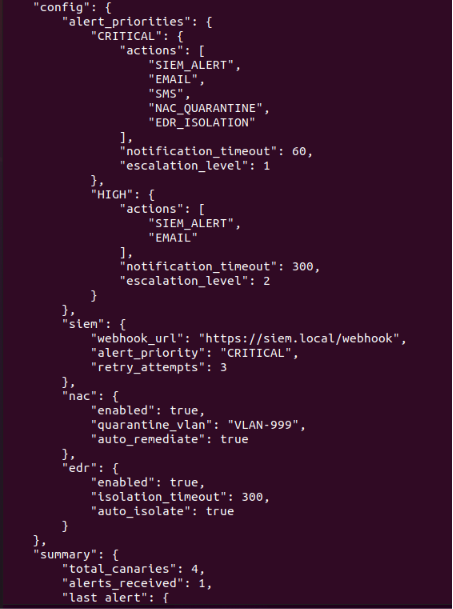 "config": {
"alert_priorities": {
"CRITICAL": {
"actions": [
"SIEM_ALERT",
"EMAIL",
"SMS",
"NAC_QUARANTINE",
"EDR_ISOLATION"
],
"notification_timeout": 60,
"escalation_level": 1
},
"HIGH": {
"actions": [
"SIEM_ALERT",
"EMAIL"
],
"notification_timeout": 300,
"escalation_level": 2
}
},
"siem": {
"webhook_url": "https://siem.local/webhook",
"alert_priority": "CRITICAL",
"retry_attempts": 3
},
"nac": {
"enabled": true,
"quarantine_vlan": "VLAN-999",
"auto_remediate": true
},
"edr": {
"enabled": true,
"isolation_timeout": 300,
"auto_isolate": true
}
},
"summary": {
"total_canaries": 4,
"alerts_received": 1,
"last_alert": {